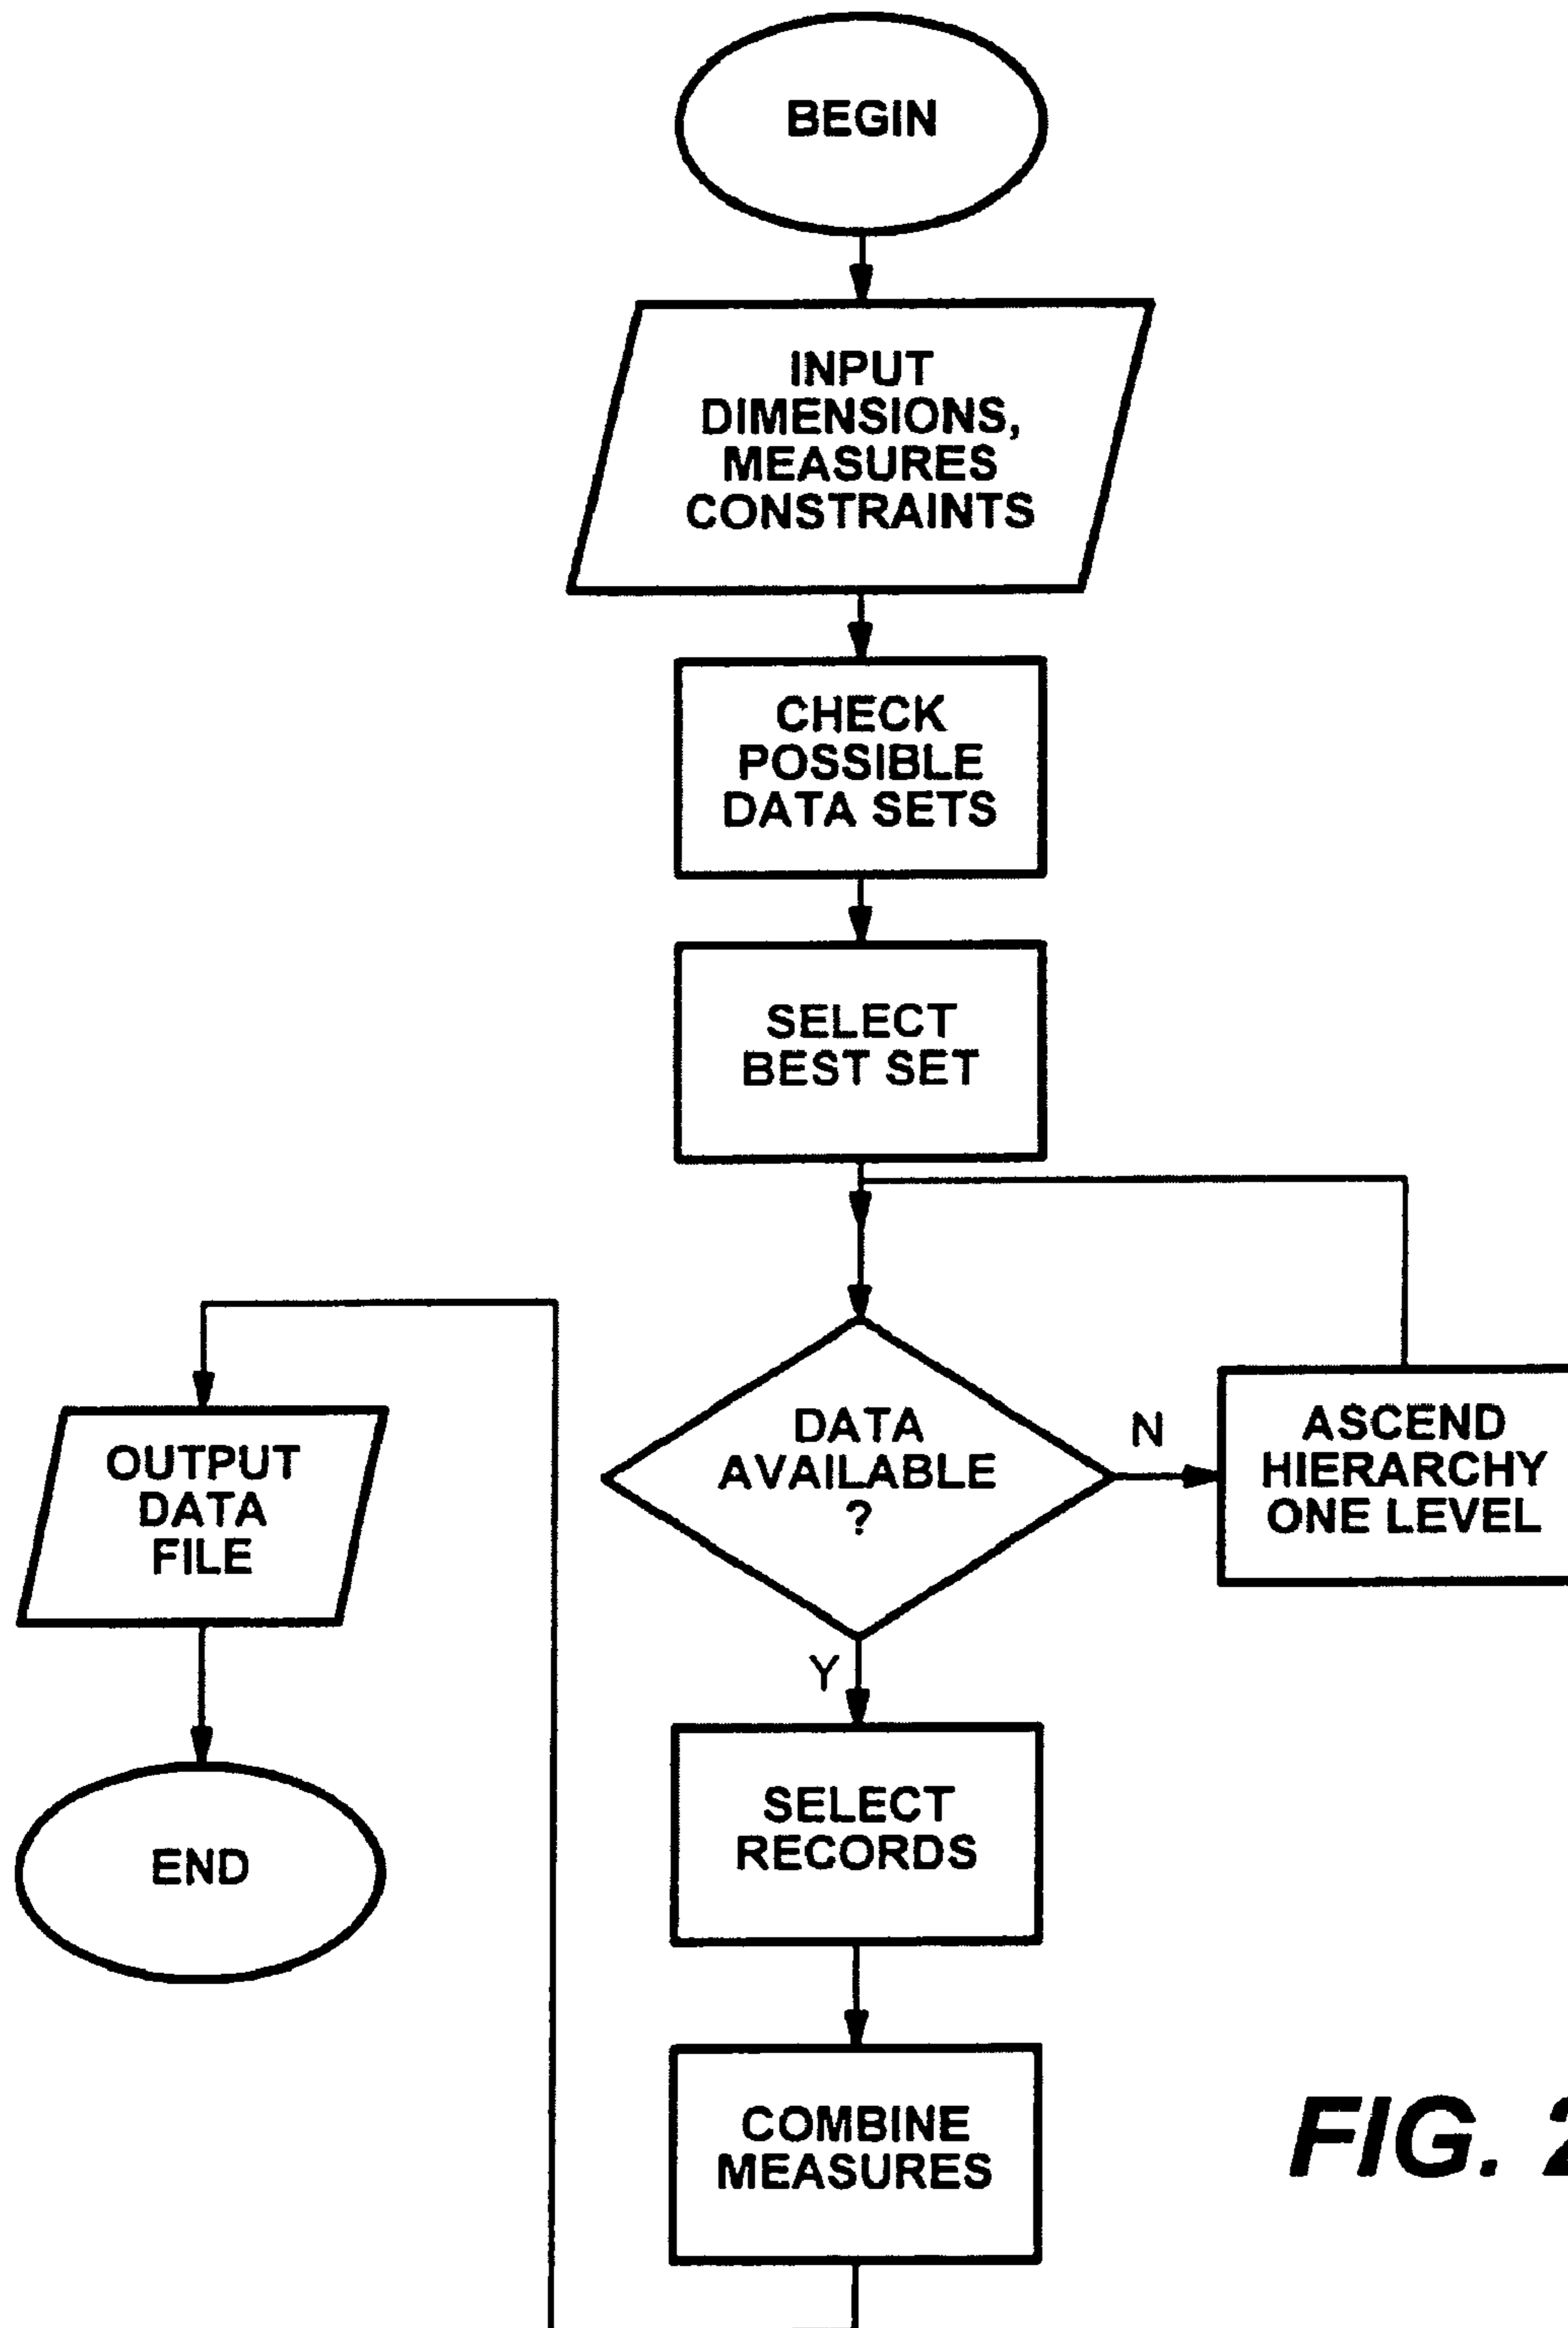 BEGIN
INPUT
DIMENSIONS,
MEASURES
CONSTRAINTS
CHECK
POSSIBLE
DATA SETS
SELECT
BEST SET
DATA
AVAILABLE
?
N
ASCEND
HIERARCHY
ONE LEVEL
Y
SELECT
RECORDS
COMBINE
MEASURES
OUTPUT
DATA
FILE
END
FIG. 2